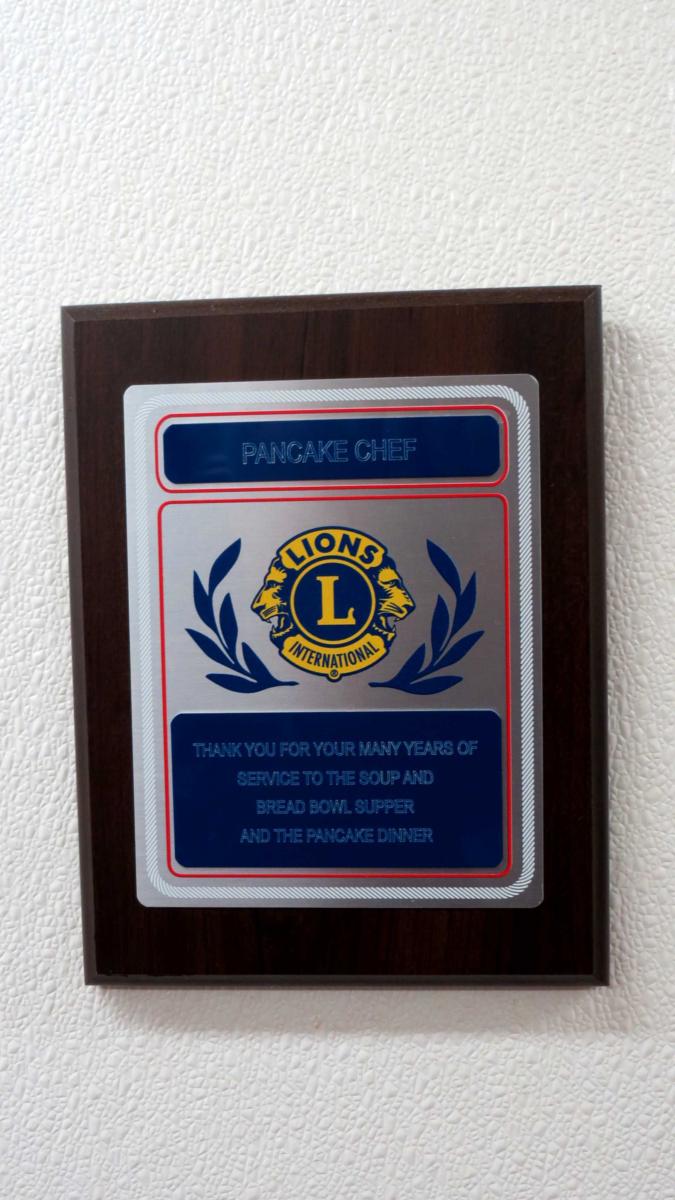 PANCAKE CHEF
LIONS
L
INTERNATIONAL
®
THANK YOU FOR YOUR MANY YEARS OF
SERVICE TO THE SOUP AND
BREAD BOWL SUPPER
AND THE PANCAKE DINNER